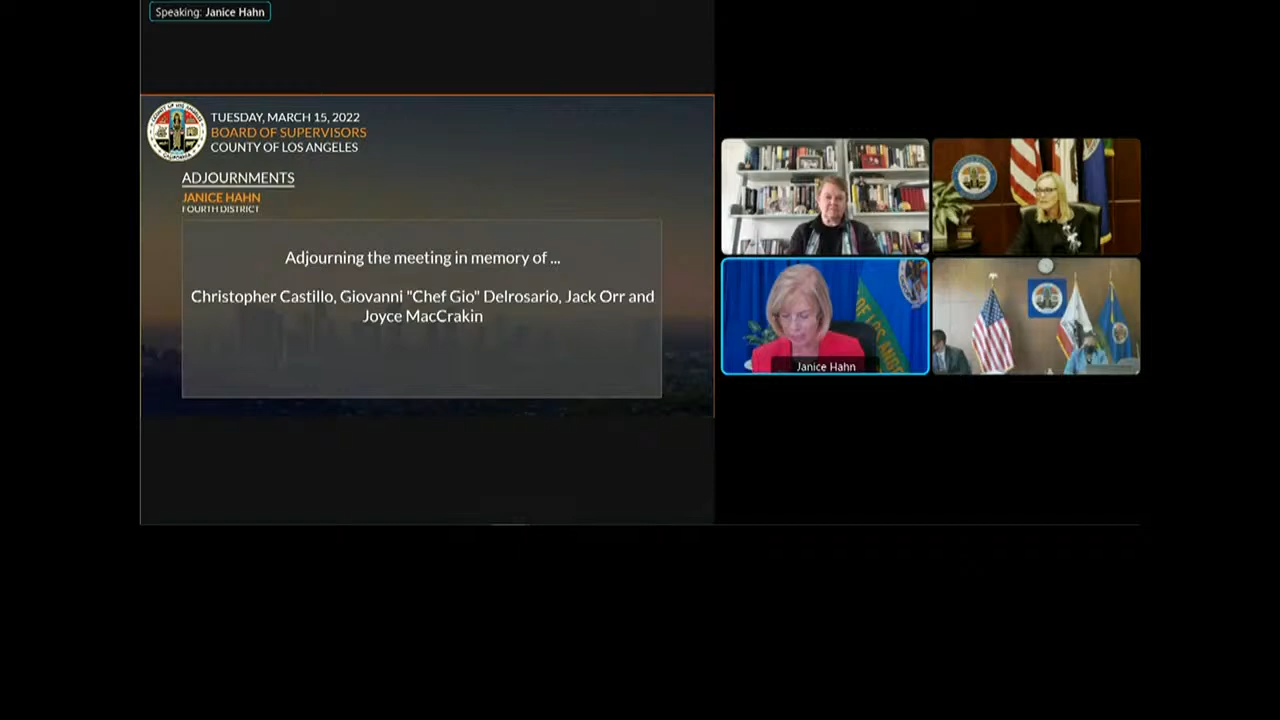 Speaking: Janice Hahn
TUESDAY, MARCH 15, 2022
BOARD OF SUPERVISORS
COUNTY OF LOS ANGELES
ADJOURNMENTS
JANICE HAHN
FOURTH DISTRICT
Adjourning the meeting in memory of ...
Christopher Castillo, Giovanni "Chef Gio" Delrosario, Jack Orr and
Joyce MacCrakin
Janice Hahn